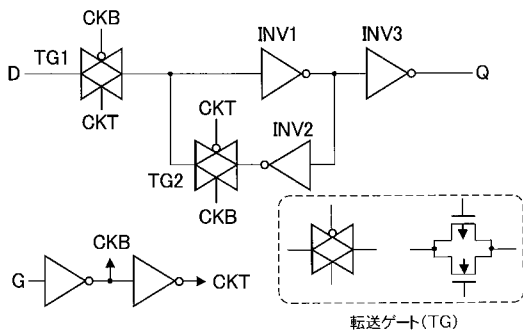 CKB
TG1
INV1
INV3
D
Q
CKT
CKT
INV2
TG2
CKB
CKB
G
CKT
転送ゲート(TG)